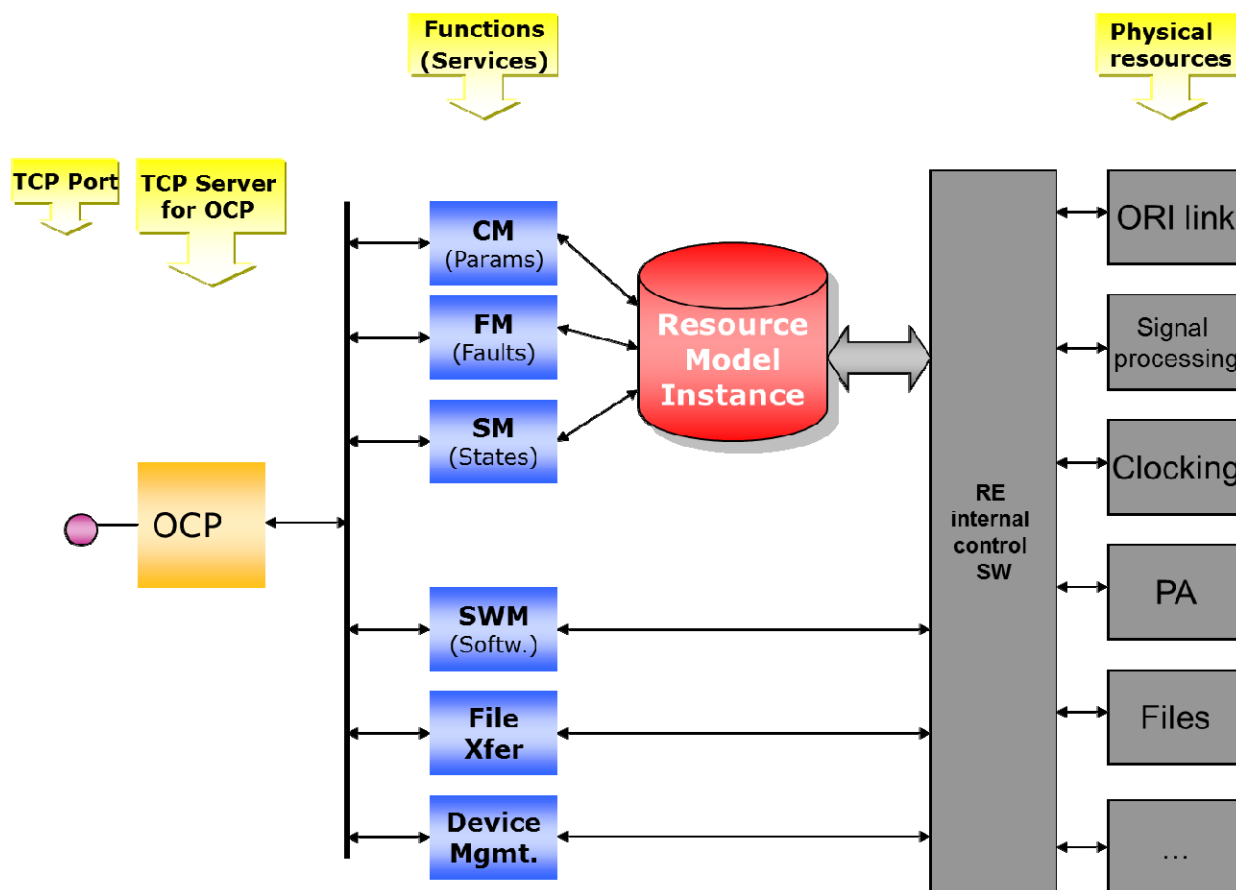 Functions
(Services)
Physical
resources
TCP Port
TCP Server
for OCP
CM
(Params)
FM
(Faults)
SM
(States)
Resource
Model
Instance
OCP
SWM
(Softw.)
File
Xfer
Device
Mgmt.
RE
internal
control
SW
ORI link
Signal
processing
Clocking
PA
Files
...